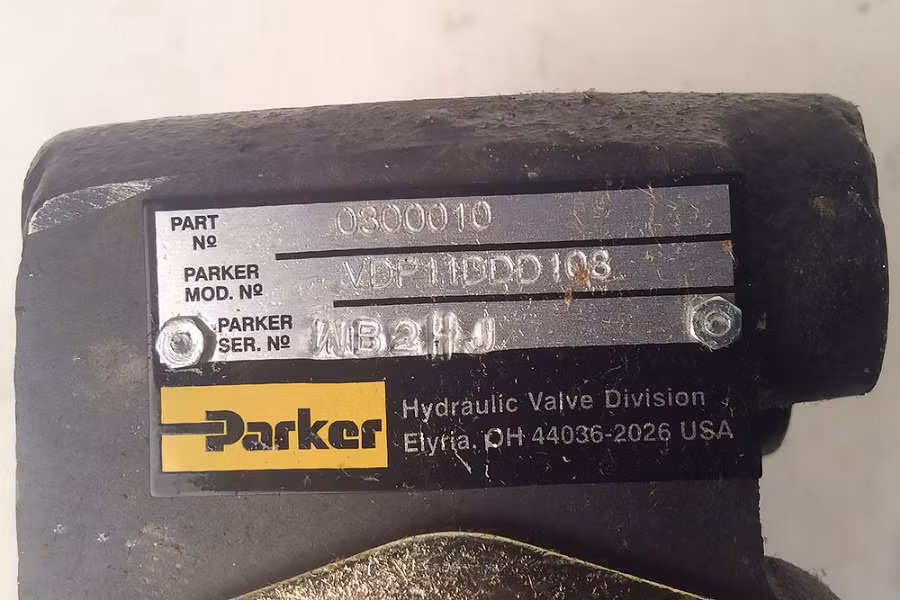 PART Nº 0300010
PARKER MOD. Nº VDP11DDD108
PARKER SER. Nº WB2HJ
Parker
Hydraulic Valve Division
Elyria, OH 44036-2026 USA